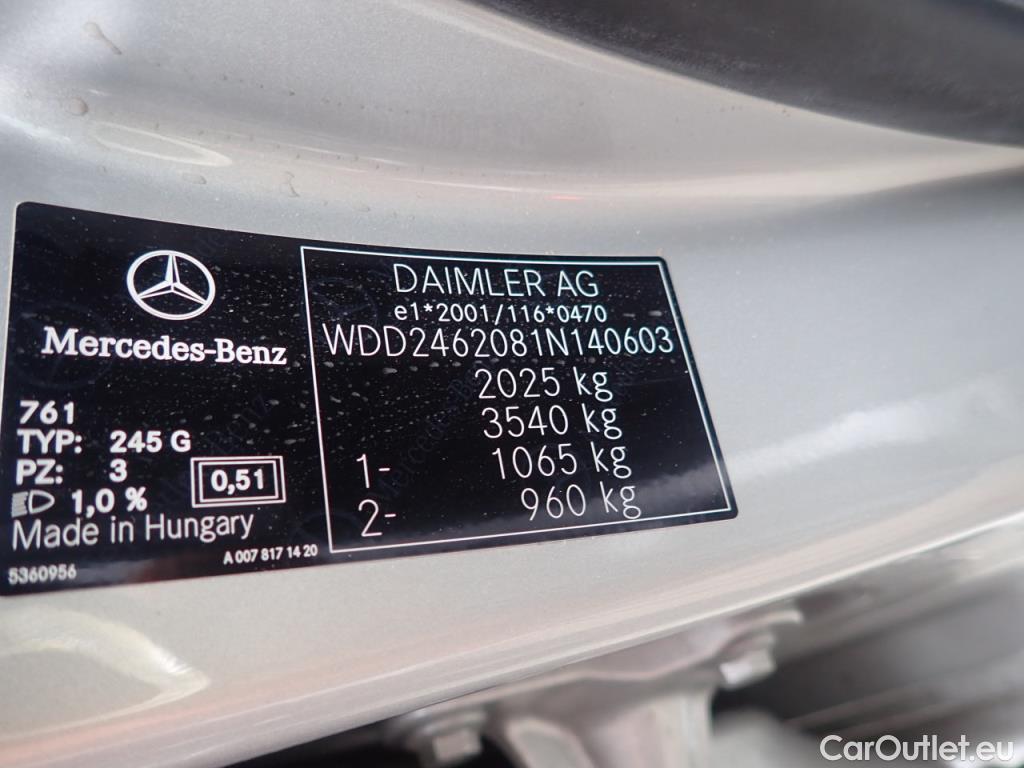 Mercedes-Benz
761
TYP: 245 G
PZ: 3
0,51
1,0 %
Made in Hungary
A 007 817 14 20
5360956
DAIMLER AG
e1*2001/116*0470
WDD2462081N140603
2025 kg
3540 kg
1- 1065 kg
2- 960 kg
CarOutlet.eu